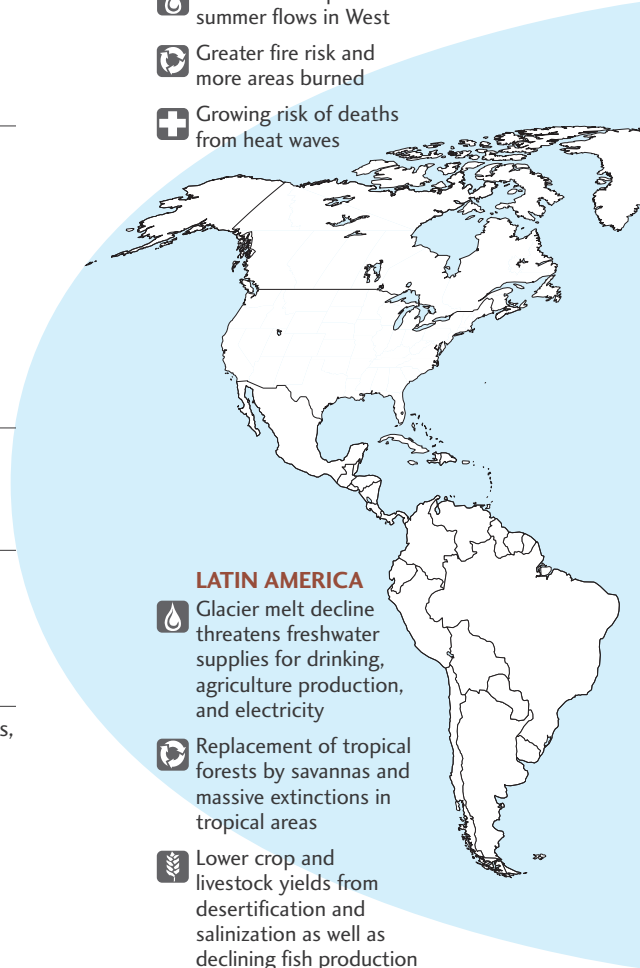 summer flows in West
Greater fire risk and
more areas burned
Growing risk of deaths
from heat waves
LATIN AMERICA
Glacier melt decline
threatens freshwater
supplies for drinking,
agriculture production,
and electricity
s,
Replacement of tropical
forests by savannas and
massive extinctions in
tropical areas
Lower crop and
livestock yields from
desertification and
salinization as well as
declining fish production